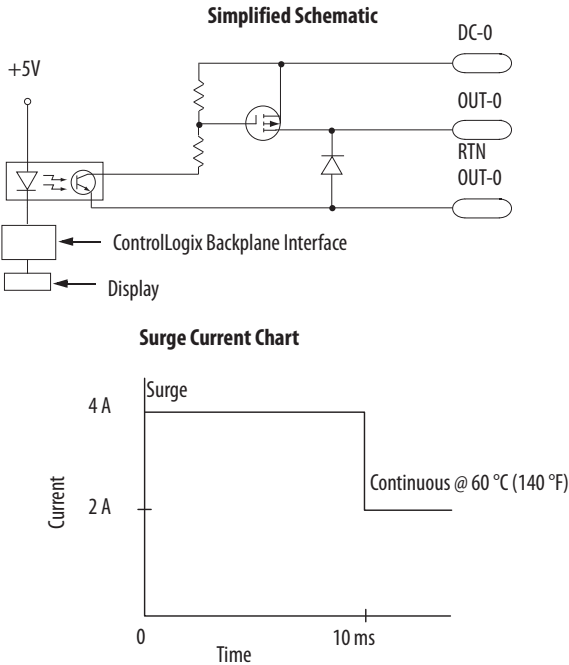 Simplified Schematic
DC-0
+5V
OUT-0
RTN
OUT-0
ControlLogix Backplane Interface
Display
Surge Current Chart
Surge
4 A
Continuous @ 60 °C (140 °F)
2 A
Current
0
10 ms
Time